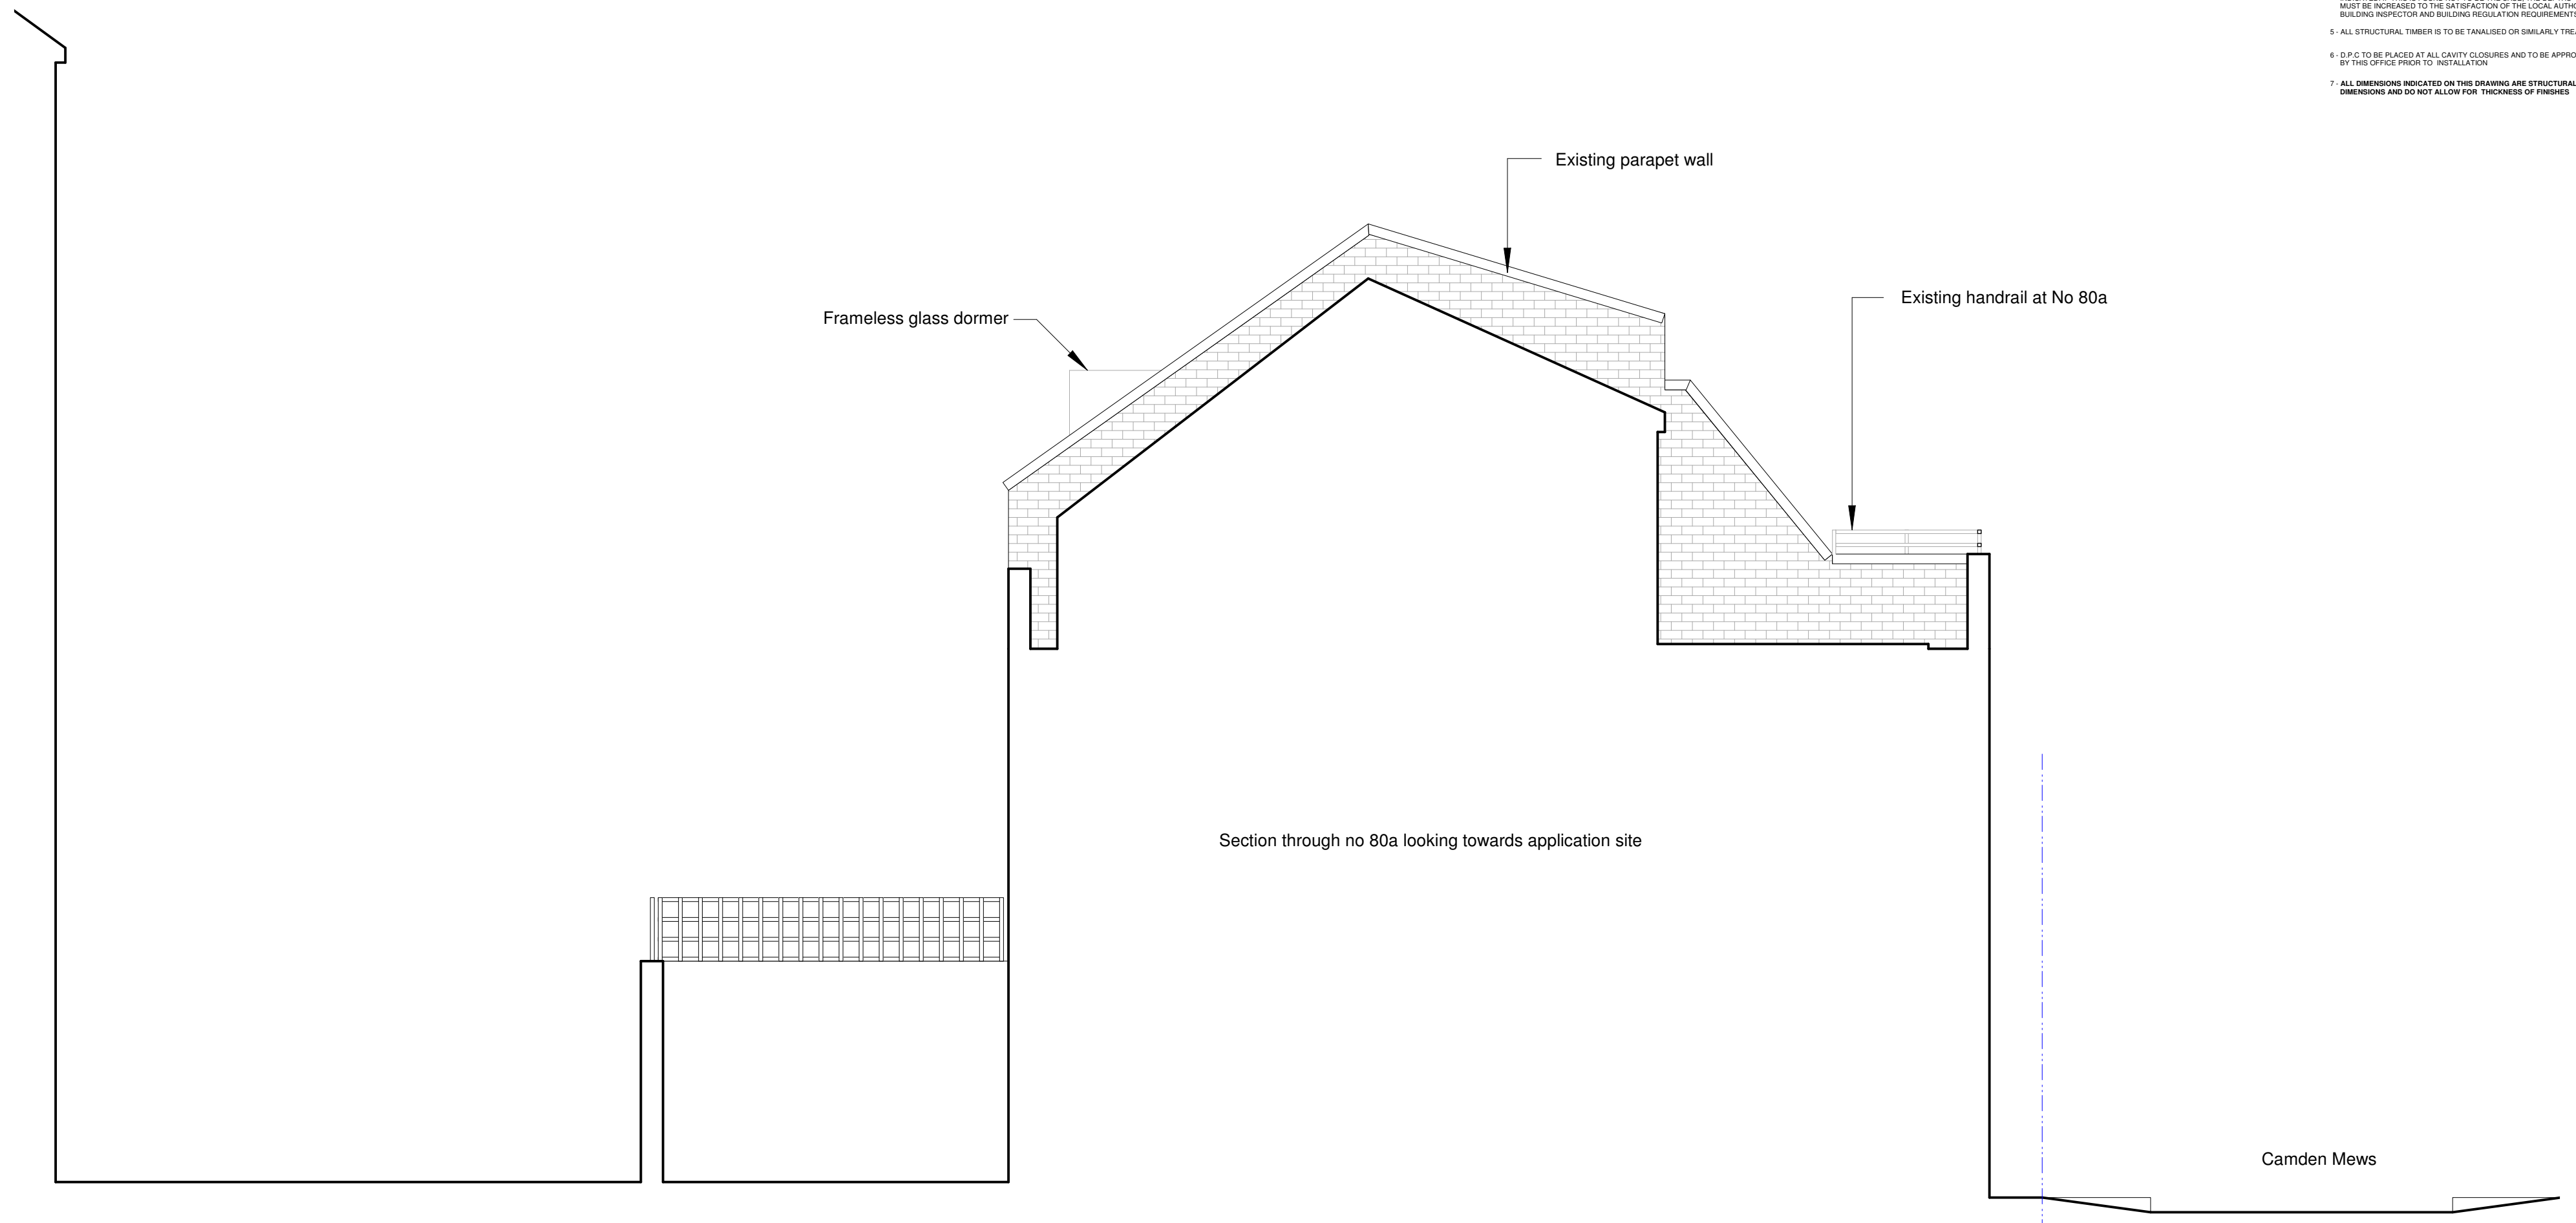 MUST BE INCREASED TO THE SATISFACTION OF THE LOCAL AUTHO
BUILDING INSPECTOR AND BUILDING REGULATION REQUIREMENTS
5 - ALL STRUCTURAL TIMBER IS TO BE TANALISED OR SIMILARLY TREA
6 - D.P.C TO BE PLACED AT ALL CAVITY CLOSURES AND TO BE APPRO
BY THIS OFFICE PRIOR TO INSTALLATION
7 - ALL DIMENSIONS INDICATED ON THIS DRAWING ARE STRUCTURAL
DIMENSIONS AND DO NOT ALLOW FOR THICKNESS OF FINISHES
Existing parapet wall
Existing handrail at No 80a
Frameless glass dormer
Section through no 80a looking towards application site
Camden Mews